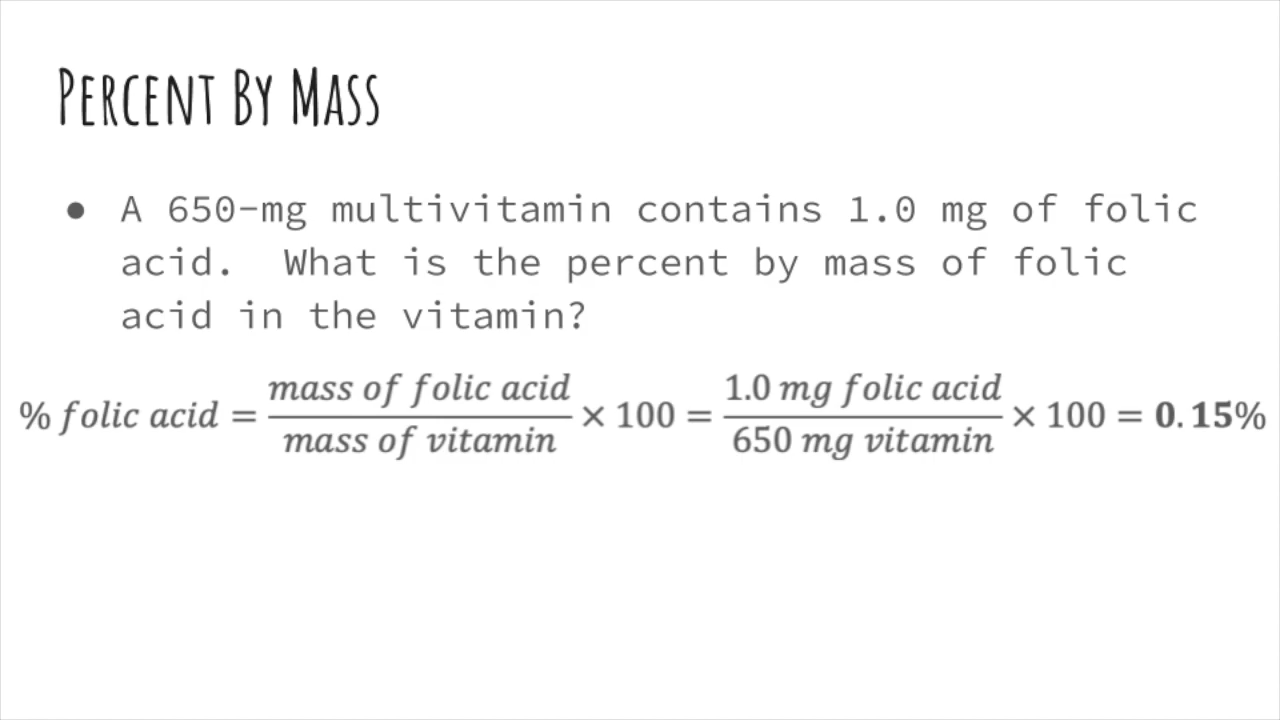 PERCENT BY MASS
● A 650-mg multivitamin contains 1.0 mg of folic
acid. What is the percent by mass of folic
acid in the vitamin?
% folic acid = \frac{mass of folic acid}{mass of vitamin} × 100 = \frac{1.0 mg folic acid}{650 mg vitamin} × 100 = 0.15%